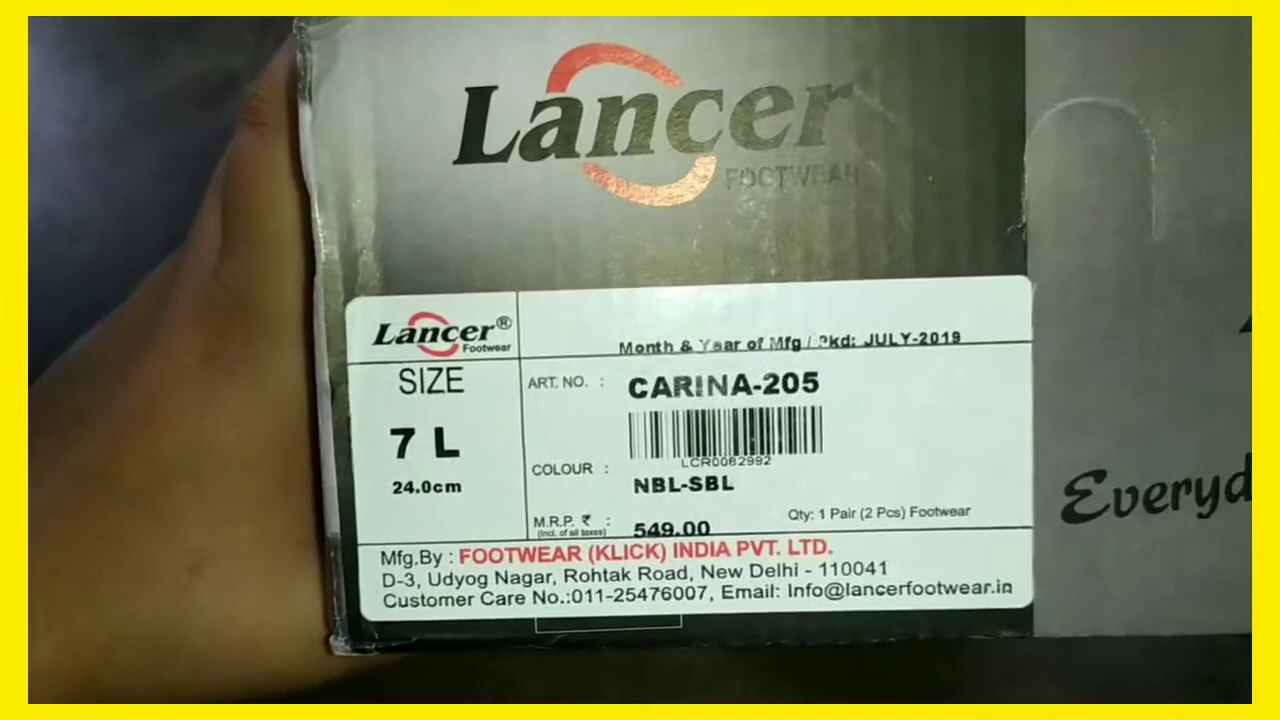 Lancer
FOOTWEAR
Lancer®
Footwear
Month & Year of Mfg / Pkd: JULY-2019
SIZE
7 L
24.0cm
ART. NO. : CARINA-205
LCR0082992
COLOUR : NBL-SBL
M.R.P. ₹ : 549.00
(Incl. of all taxes)
Qty: 1 Pair (2 Pcs) Footwear
Mfg.By : FOOTWEAR (KLICK) INDIA PVT. LTD.
D-3, Udyog Nagar, Rohtak Road, New Delhi - 110041
Customer Care No.:011-25476007, Email: Info@lancerfootwear.in
Everyd